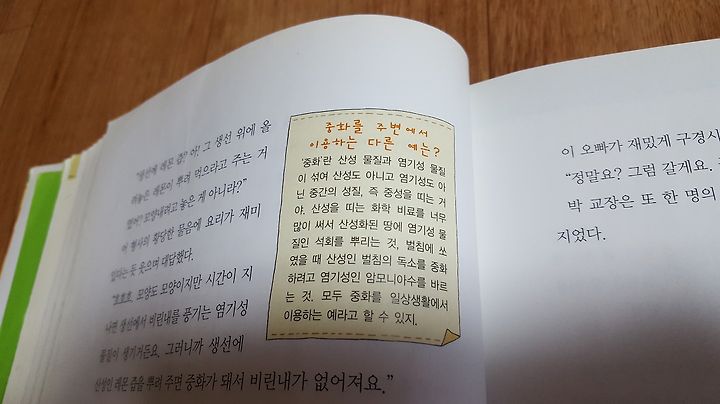 "생선에 레몬 즙? 아! 그 생선 위에 올
려놓은 레몬이 뿌려 먹으라고 주는 거
였어? 모양내려고 놓은 게 아니라?"
어 형사의 황당한 물음에 요리가 재미
있다는 듯 웃으며 대답했다.
"호호호, 모양도 모양이지만 시간이 지
나면 생선에서 비린내를 풍기는 염기성
물질이 생기거든요. 그러니까 생선에
산성인 레몬 즙을 뿌려 주면 중화가 돼서 비린내가 없어져요."
중화를 주변에서
이용하는 다른 예는?
'중화'란 산성 물질과 염기성 물질
이 섞여 산성도 아니고 염기성도 아
닌 중간의 성질, 즉 중성을 띠는 거
야. 산성을 띠는 화학 비료를 너무
많이 써서 산성화된 땅에 염기성 물
질인 석회를 뿌리는 것, 벌침에 쏘
였을 때 산성인 벌침의 독소를 중화
하려고 염기성인 암모니아수를 바르
는 것, 모두 중화를 일상생활에서
이용하는 예라고 할 수 있지.
이 오빠가 재밌게 구경시
"정말요? 그럼 갈게요.
박 교장은 또 한 명의
지었다.